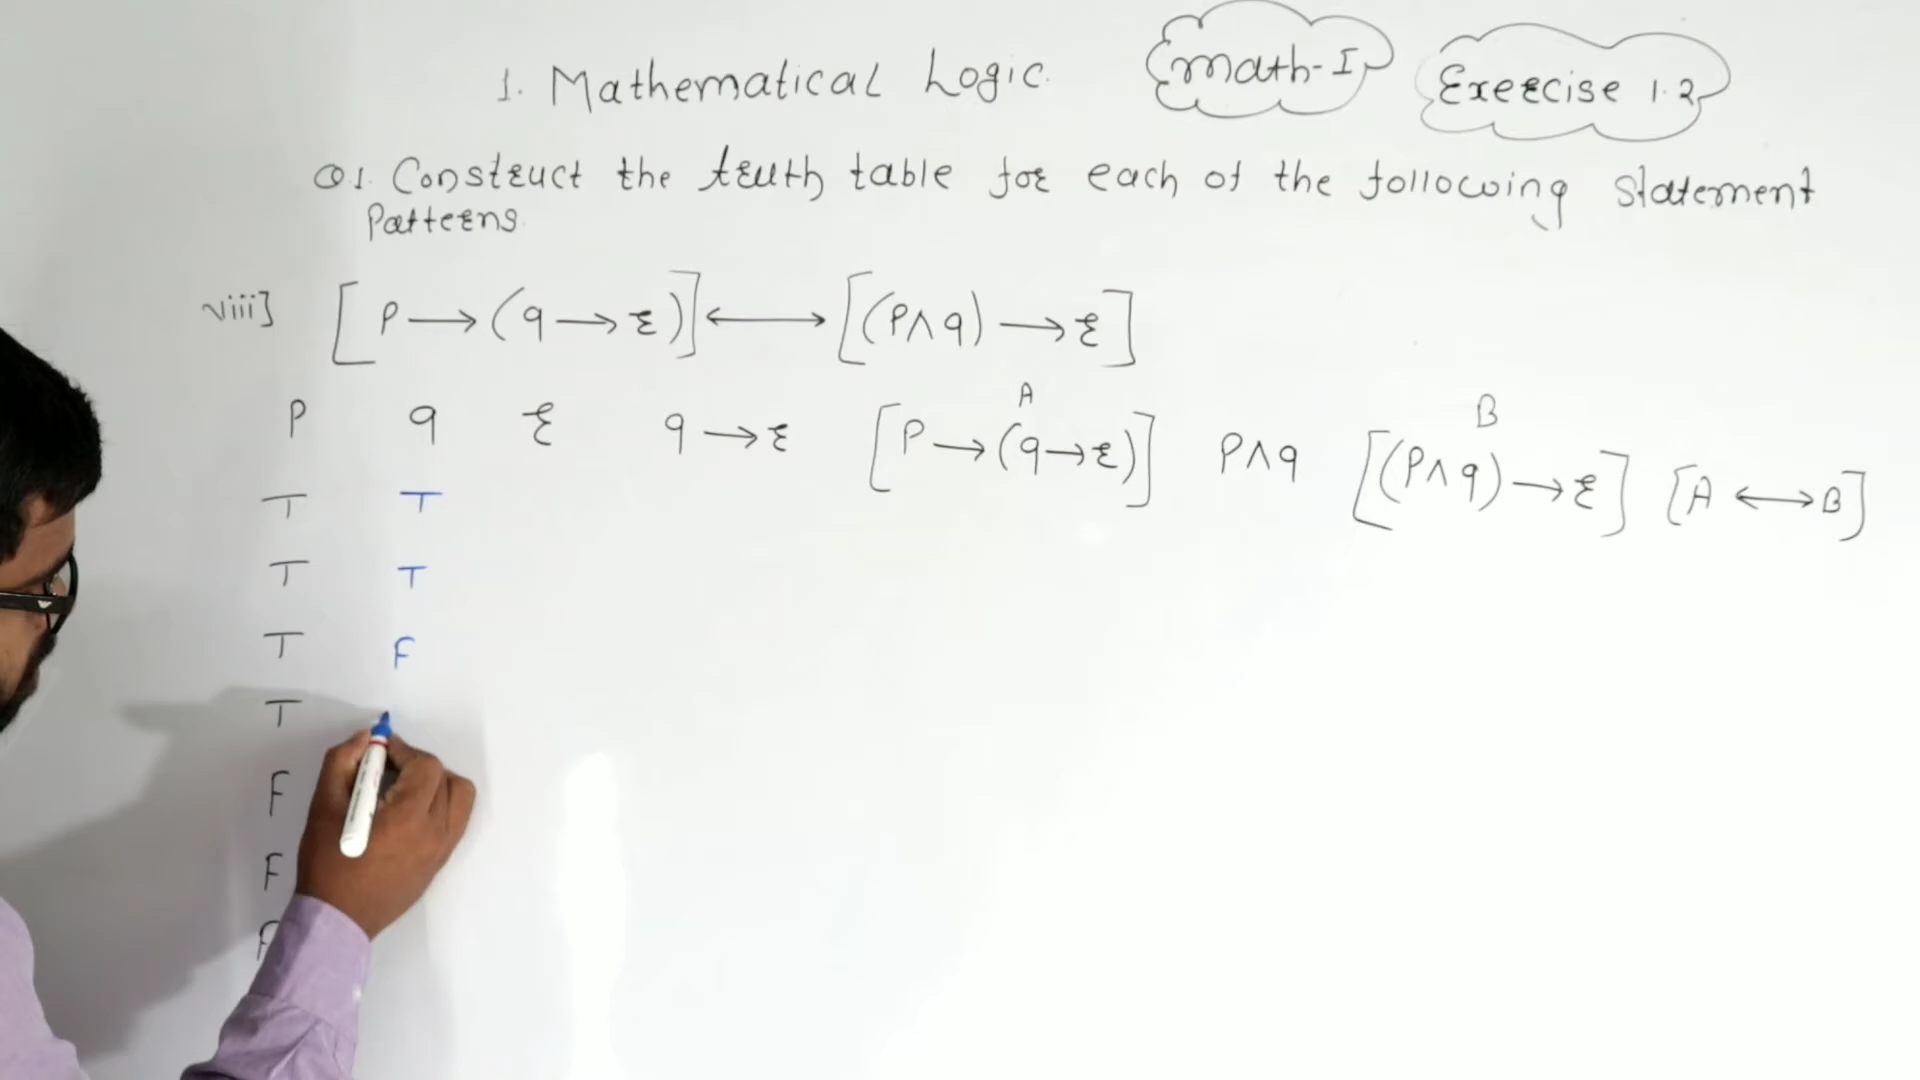 1. Mathematical Logic. Math-I Exercise 1.2
Q1. Construct the truth table for each of the following statement
patterns.
viii] [p → (q → r)] ↔ [(p ∧ q) → r]
A B
p q r q → r [p → (q → r)] p ∧ q [(p ∧ q) → r] [A ↔ B]
T T
T T
T F
T
F
F
F